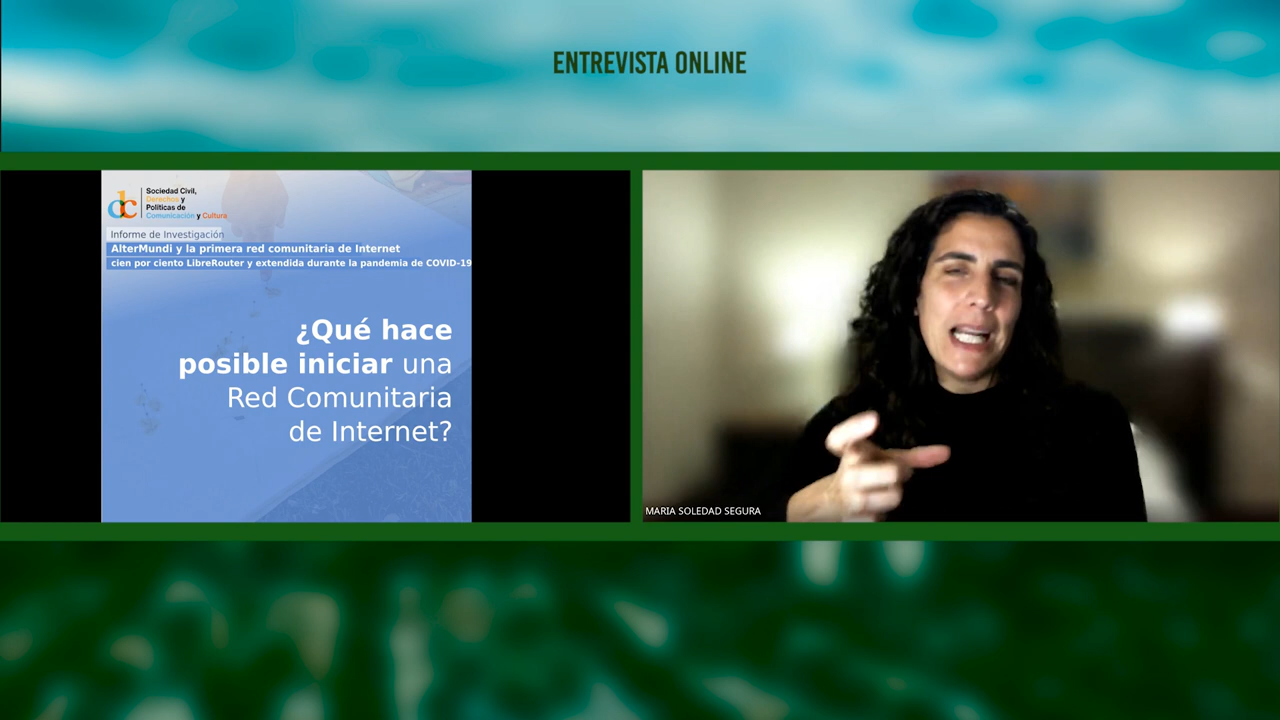 ENTREVISTA ONLINE
dc
Sociedad Civil,
Derechos y
Políticas de
Comunicación y Cultura
Informe de Investigación
AlterMundi y la primera red comunitaria de Internet
cien por ciento LibreRouter y extendida durante la pandemia de COVID-19
¿Qué hace
posible iniciar una
Red Comunitaria
de Internet?
MARIA SOLEDAD SEGURA